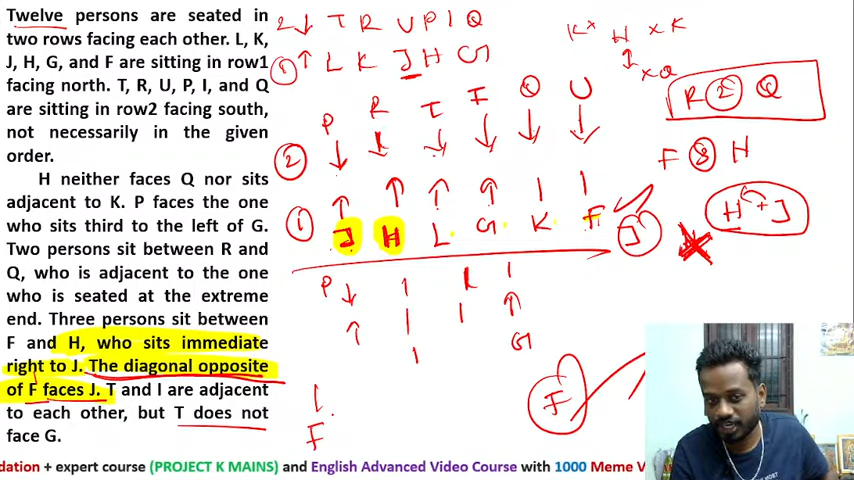 Twelve persons are seated in
two rows facing each other. L, K,
J, H, G, and F are sitting in row1
facing north. T, R, U, P, I, and Q
are sitting in row2 facing south,
not necessarily in the given
order.
H neither faces Q nor sits
adjacent to K. P faces the one
who sits third to the left of G.
Two persons sit between R and
Q, who is adjacent to the one
who is seated at the extreme
end. Three persons sit between
F and H, who sits immediate
right to J. The diagonal opposite
of F faces J. T and I are adjacent
to each other, but T does not
face G.
2 ↓ T R U P I Q
1 ↑ L K J H G
K x H x K
x Q
R 2 Q
F 3 H
H J
P R T I Q U
2
1 J H L G K F J
P R
G
F
F
dation + expert course (PROJECT K MAINS) and English Advanced Video Course with 1000 Meme V